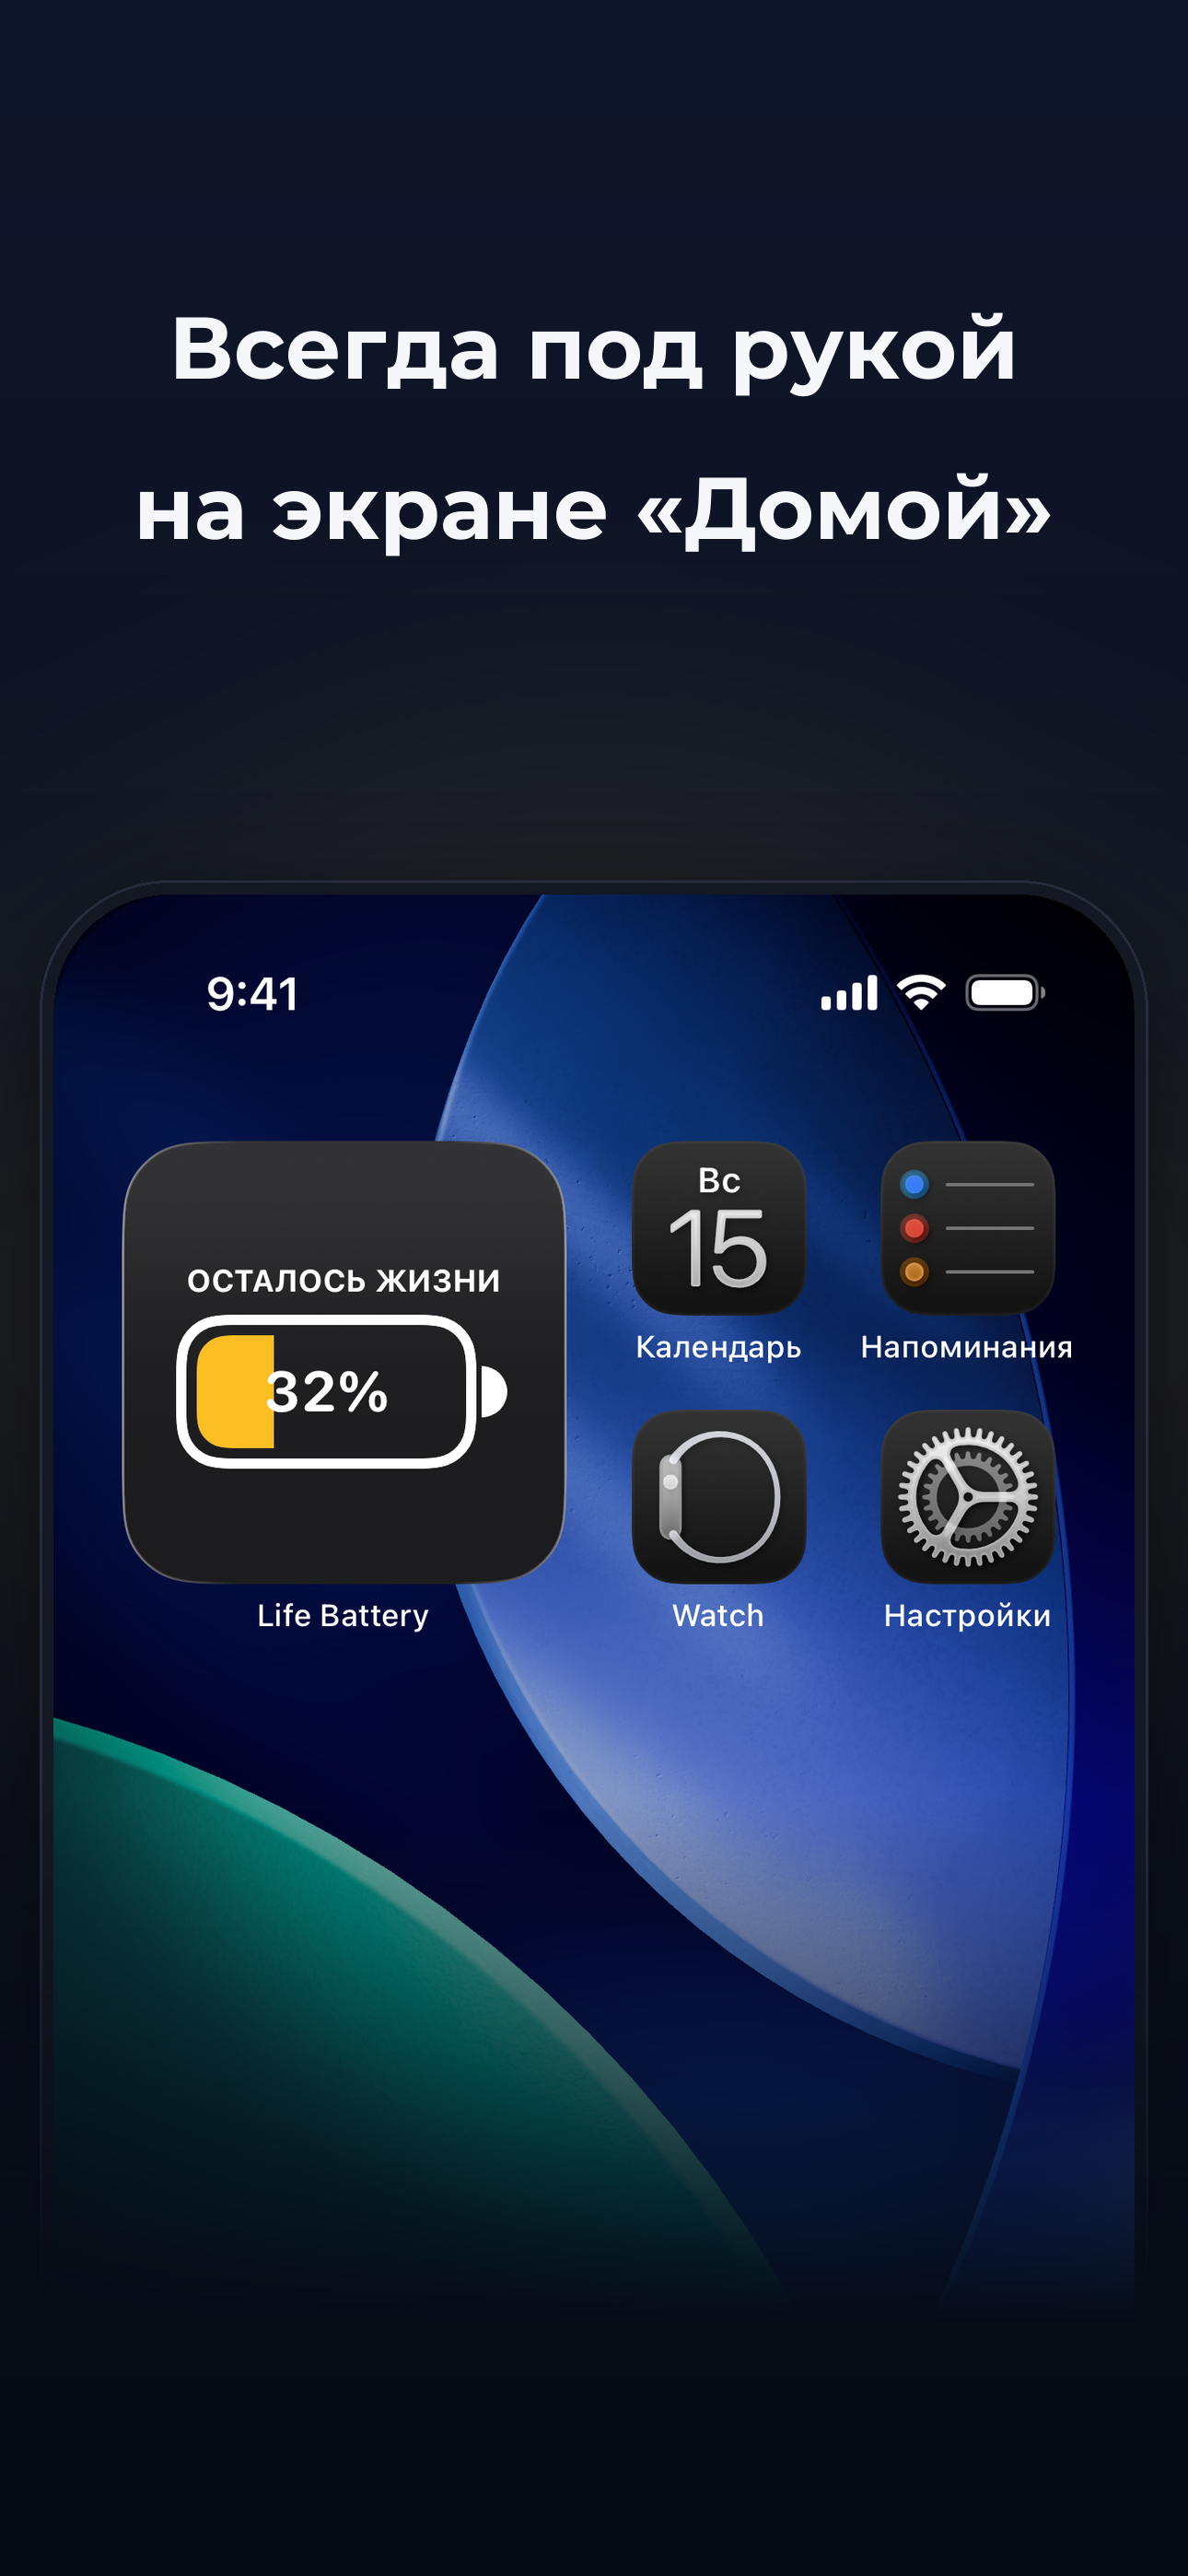 Всегда под рукой
на экране «Домой»
9:41
ОСТАЛОСЬ ЖИЗНИ
32%
Life Battery
Вс
15
Календарь
Напоминания
Watch
Настройки